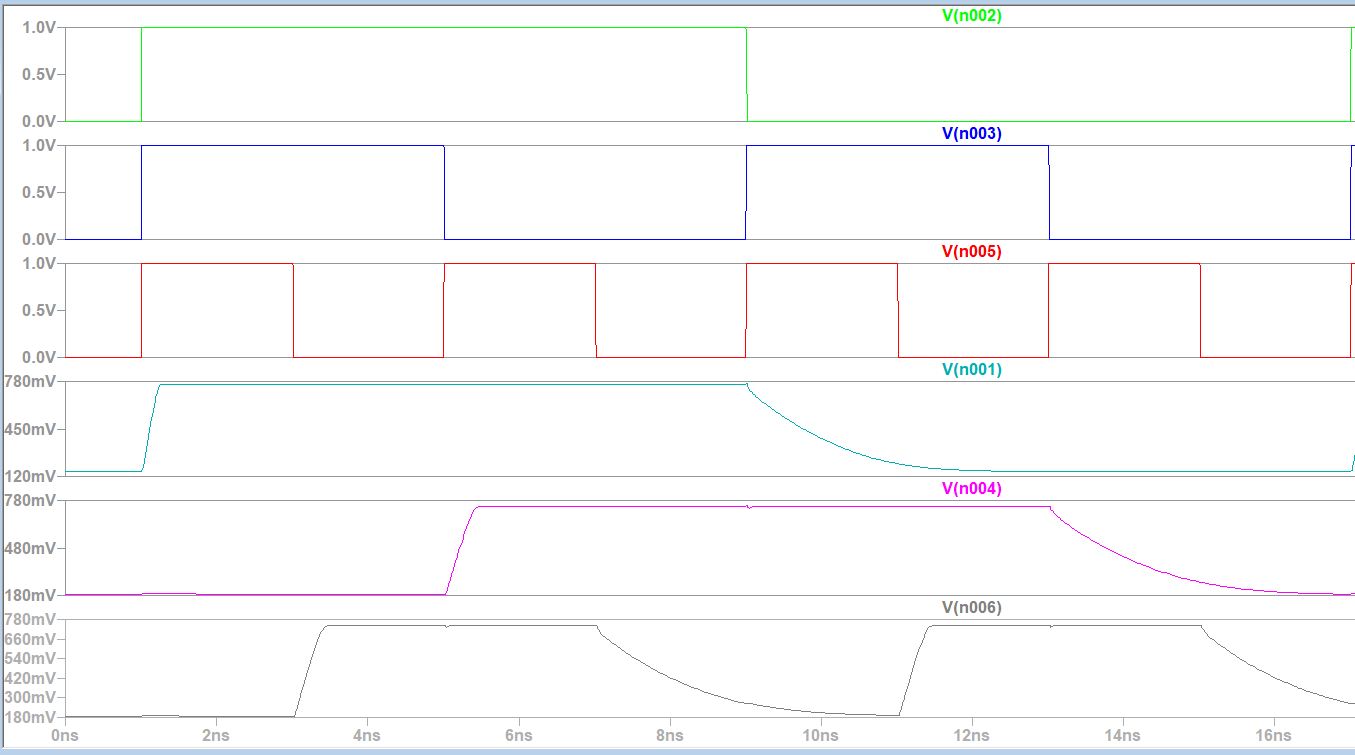 V(n002)
1.0V
0.5V
0.0V
V(n003)
1.0V
0.5V
0.0V
V(n005)
1.0V
0.5V
0.0V
V(n001)
780mV
450mV
120mV
V(n004)
780mV
480mV
180mV
V(n006)
780mV
660mV
540mV
420mV
300mV
180mV
0ns 2ns 4ns 6ns 8ns 10ns 12ns 14ns 16ns